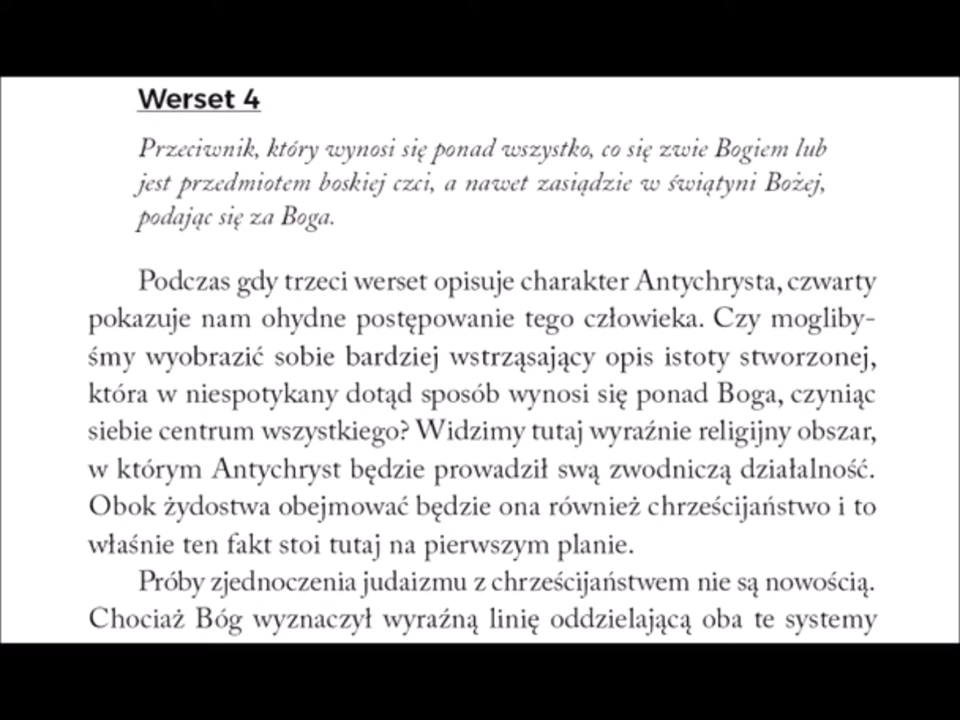 Werset 4
Przeciwnik, który wynosi się ponad wszystko, co się zwie Bogiem lub
jest przedmiotem boskiej czci, a nawet zasiądzie w świątyni Bożej,
podając się za Boga.
Podczas gdy trzeci werset opisuje charakter Antychrysta, czwarty
pokazuje nam ohydne postępowanie tego człowieka. Czy mogliby-
śmy wyobrazić sobie bardziej wstrząsający opis istoty stworzonej,
która w niespotykany dotąd sposób wynosi się ponad Boga, czyniąc
siebie centrum wszystkiego? Widzimy tutaj wyraźnie religijny obszar,
w którym Antychryst będzie prowadził swą zwodniczą działalność.
Obok żydostwa obejmować będzie ona również chrześcijaństwo i to
właśnie ten fakt stoi tutaj na pierwszym planie.
Próby zjednoczenia judaizmu z chrześcijaństwem nie są nowością.
Chociaż Bóg wyznaczył wyraźną linię oddzielającą oba te systemy